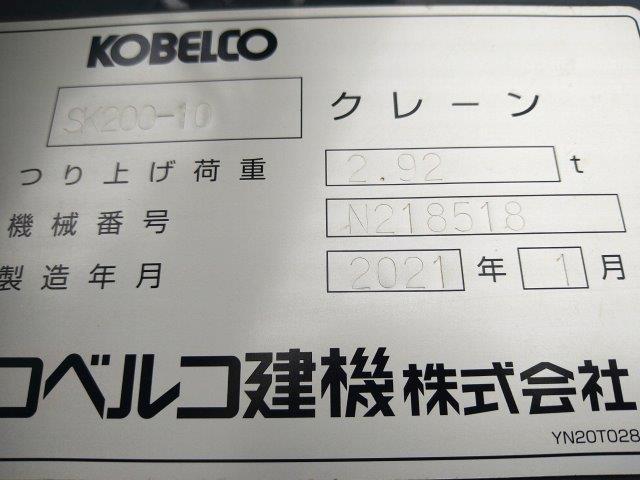 KOBELCO
SK200-10 クレーン
つり上げ荷重 2.92 t
機械番号 N218518
製造年月 2021 年 1 月
コベルコ建機株式会社
YN20T028